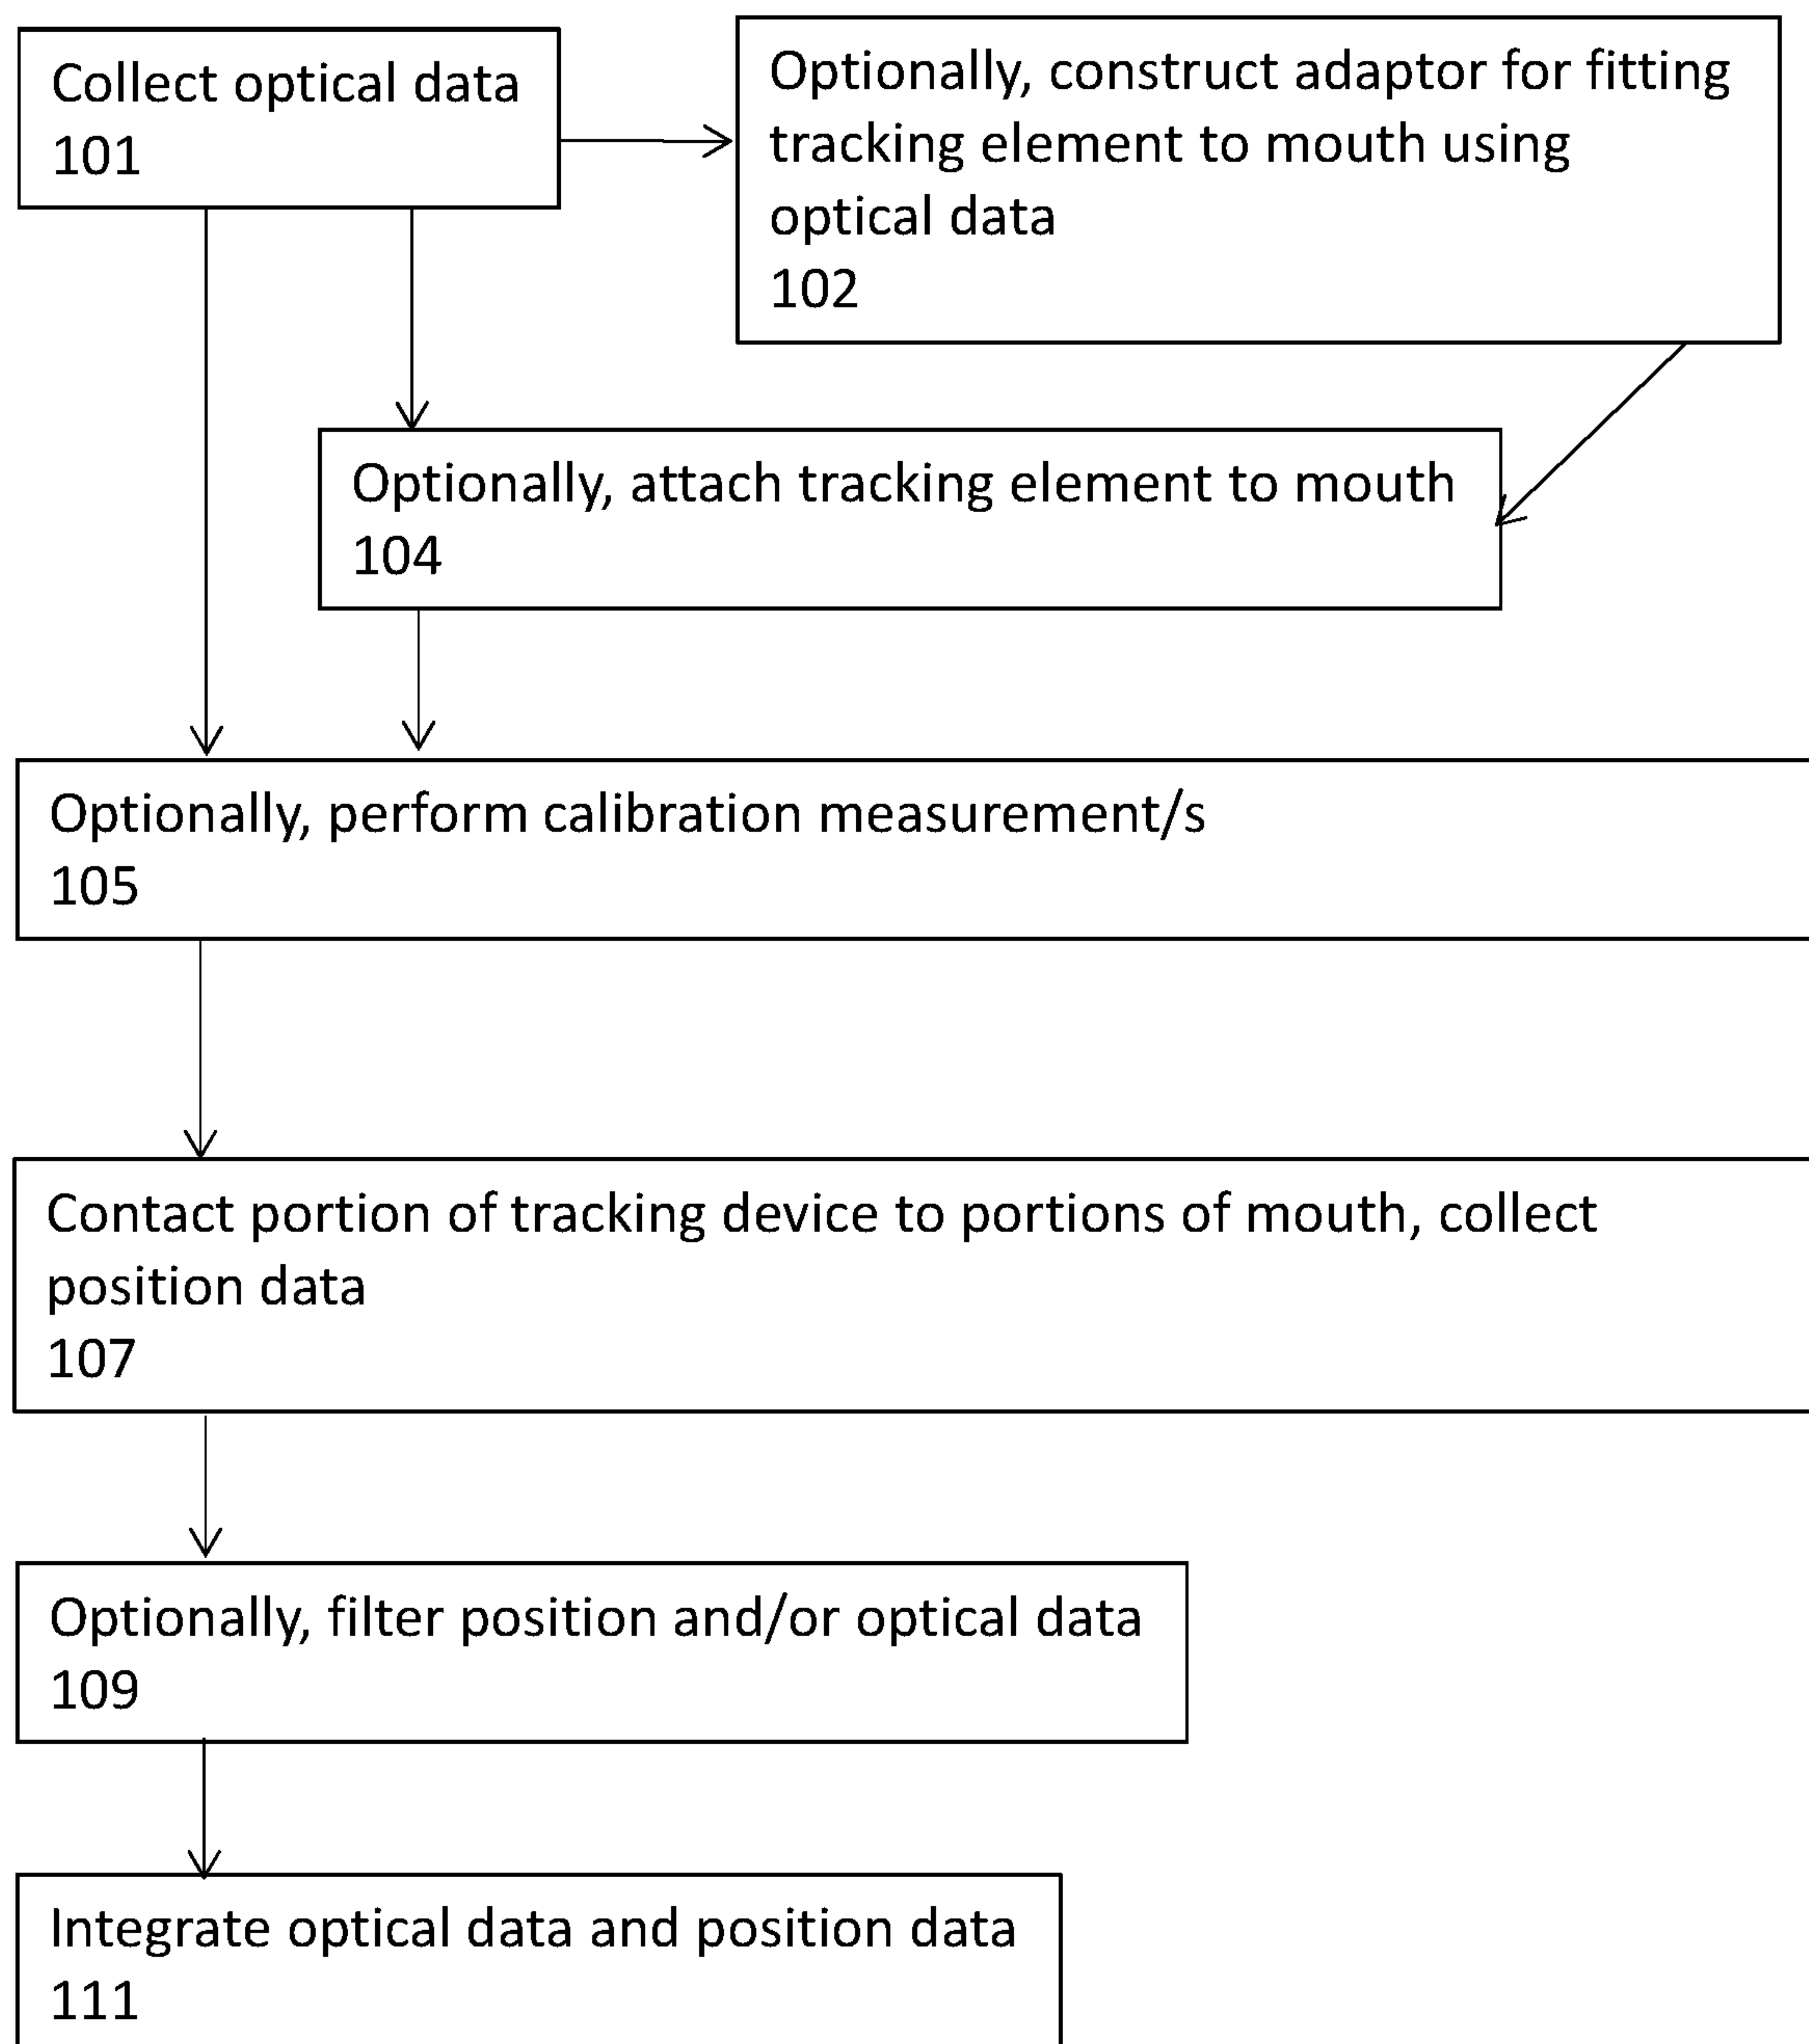 Collect optical data
101
Optionally, construct adaptor for fitting
tracking element to mouth using
optical data
102
Optionally, attach tracking element to mouth
104
Optionally, perform calibration measurement/s
105
Contact portion of tracking device to portions of mouth, collect
position data
107
Optionally, filter position and/or optical data
109
Integrate optical data and position data
111